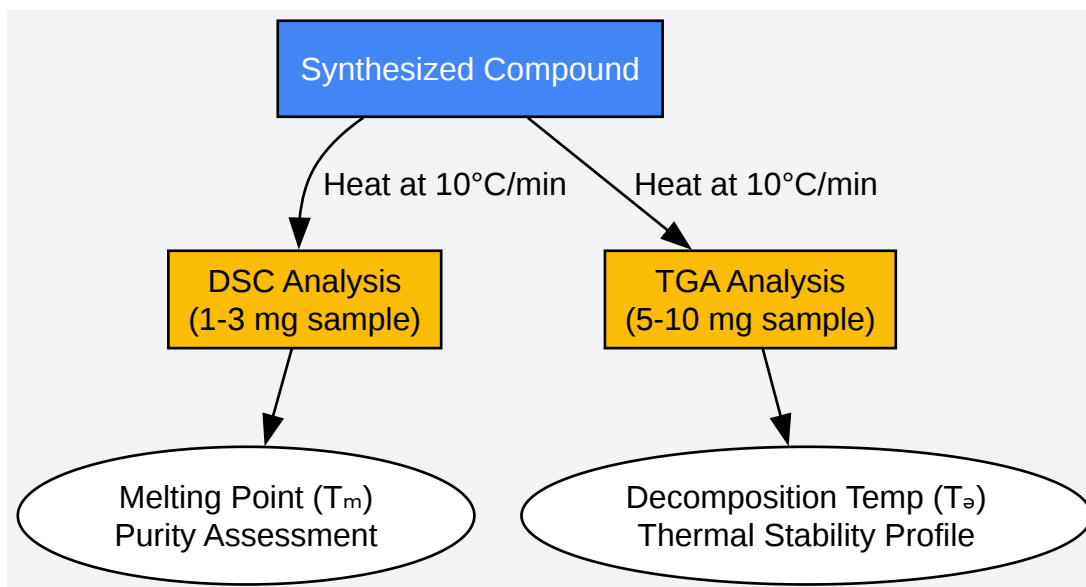 Synthesized Compound
Heat at 10°C/min
Heat at 10°C/min
DSC Analysis
(1-3 mg sample)
TGA Analysis
(5-10 mg sample)
Melting Point (Tₘ)
Purity Assessment
Decomposition Temp (Tₔ)
Thermal Stability Profile